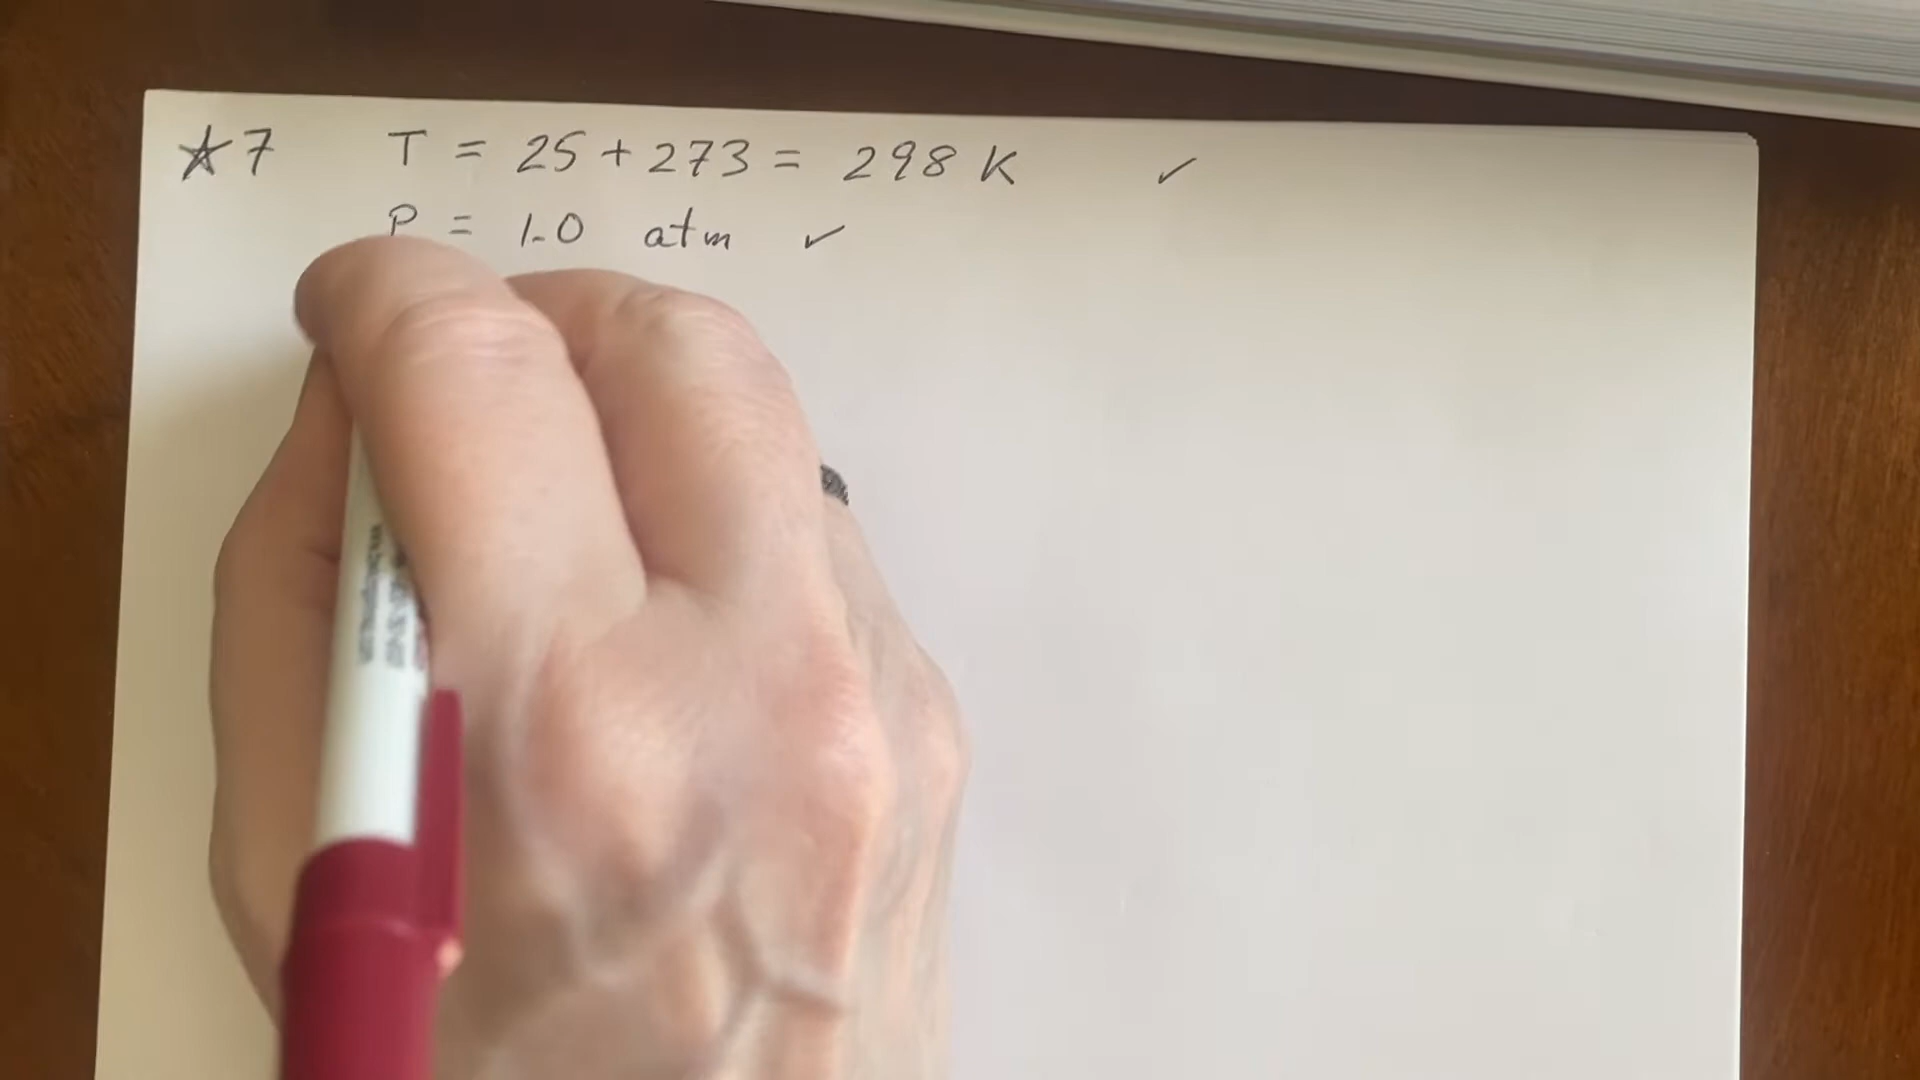 ☆7 T = 25 + 273 = 298 K ✓
P = 1.0 atm ✓